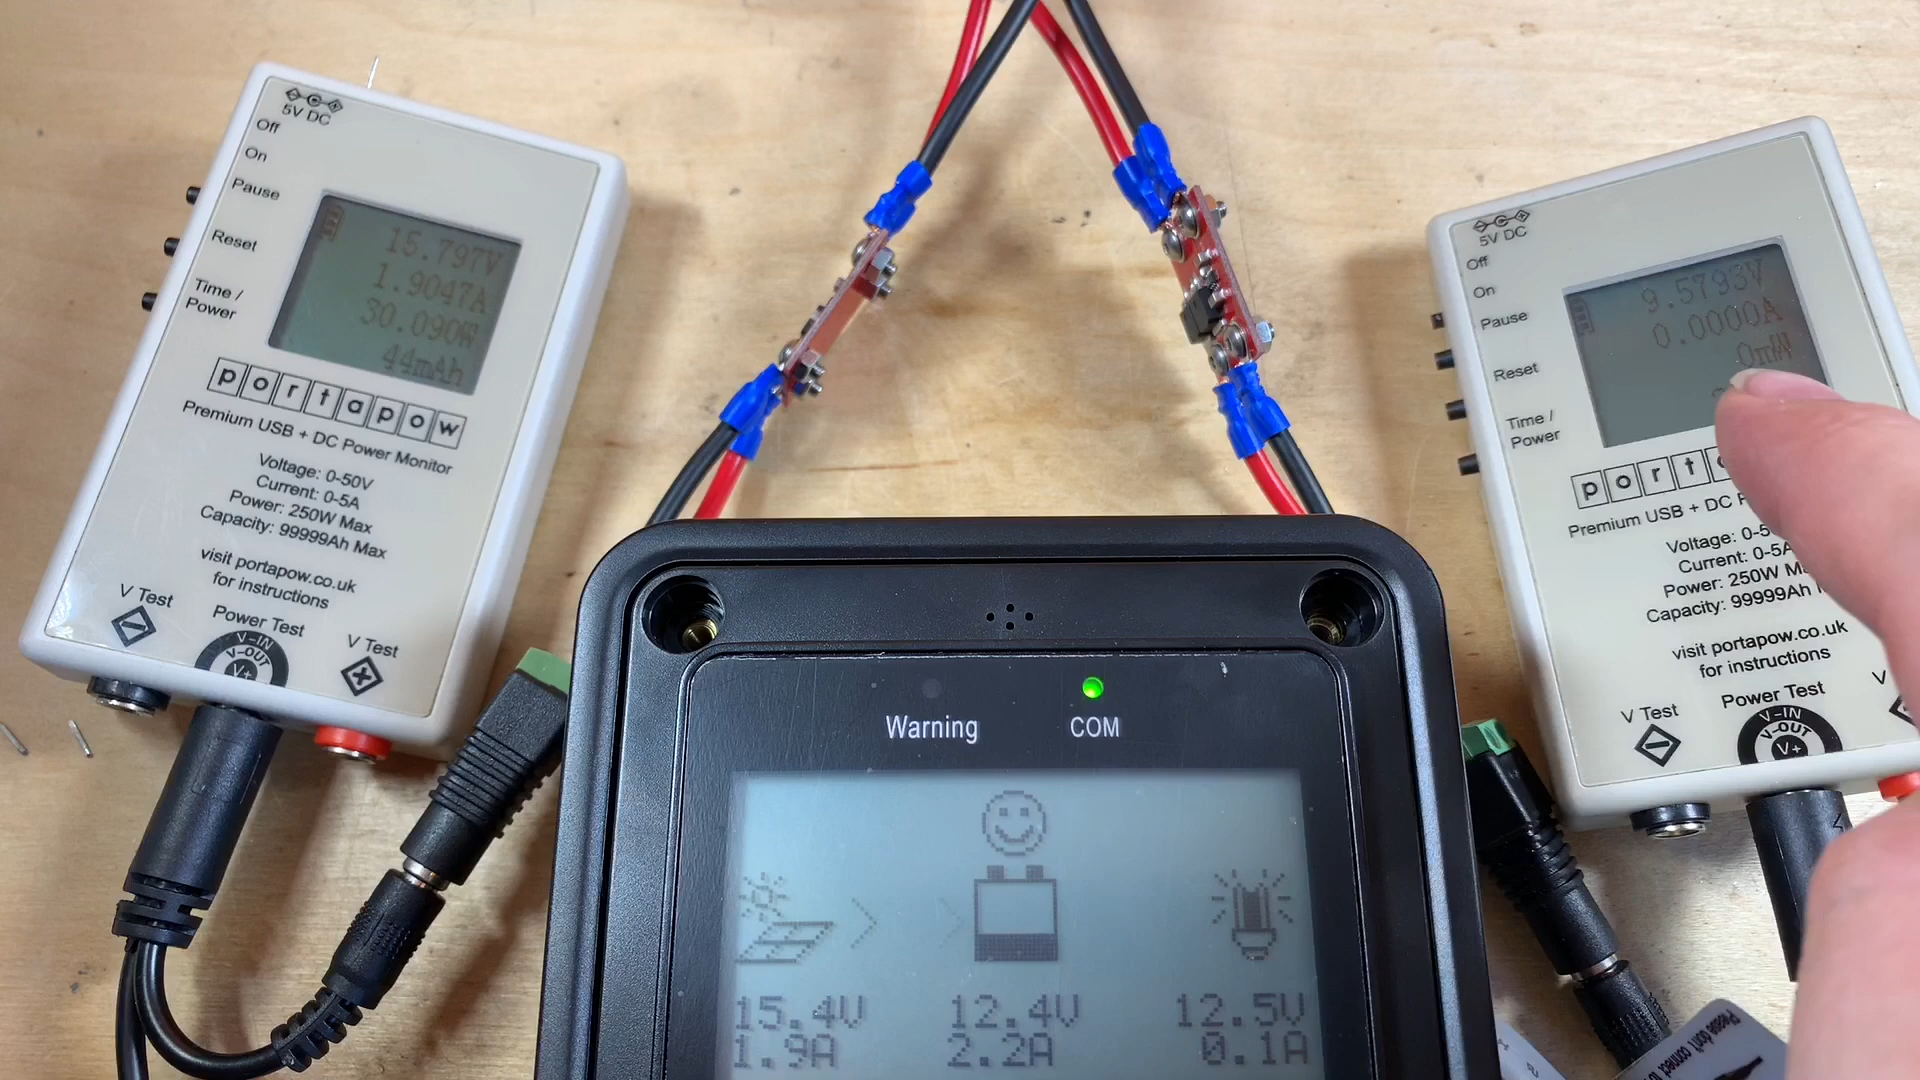 5V DC
Off
On
Pause
Reset
Time /
Power
15.797V
1.9047A
30.090W
44mAh
portapow
Premium USB + DC Power Monitor
Voltage: 0-50V
Current: 0-5A
Power: 250W Max
Capacity: 99999Ah Max
visit portapow.co.uk
for instructions
V Test
Power Test
V Test
V-IN
V-OUT
V+
5V DC
Off
On
Pause
Reset
Time /
Power
9.5793V
0.0000A
0mW
port
Premium USB + DC
Voltage:
Current: 0-5A
Power: 250W
Capacity: 99999Ah
visit portapow.co.uk
for instructions
V Test
Power Test
V
V-IN
V-OUT
V+
Warning
COM
15.4V
1.9A
12.4V
2.2A
12.5V
0.1A
Please don't connect